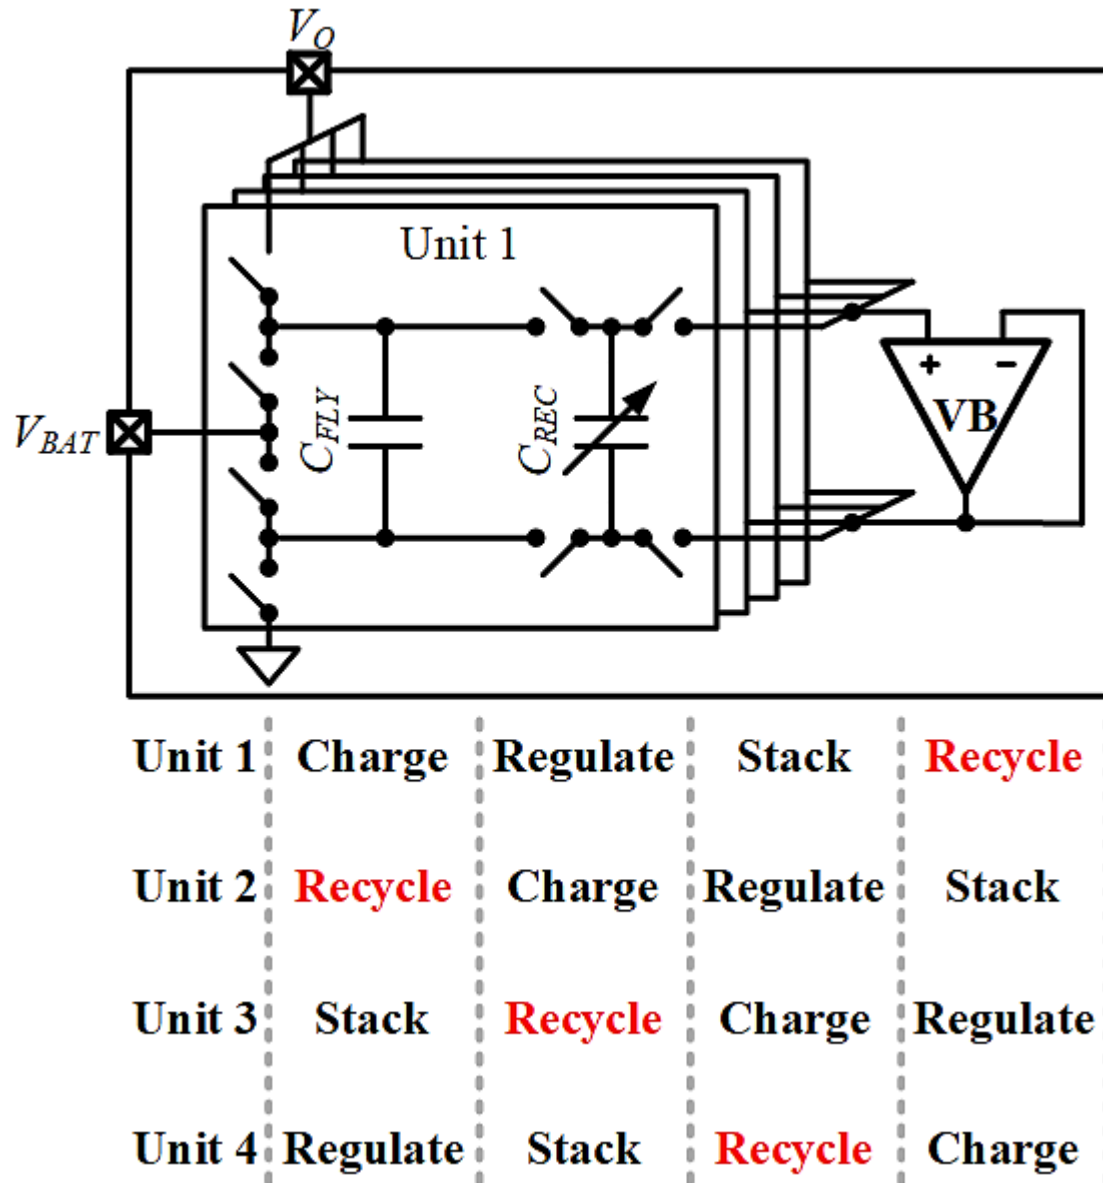 V_O
Unit 1
V_BAT
C_FLY
C_REC
+ −
VB
Unit 1 Charge Regulate Stack Recycle
Unit 2 Recycle Charge Regulate Stack
Unit 3 Stack Recycle Charge Regulate
Unit 4 Regulate Stack Recycle Charge